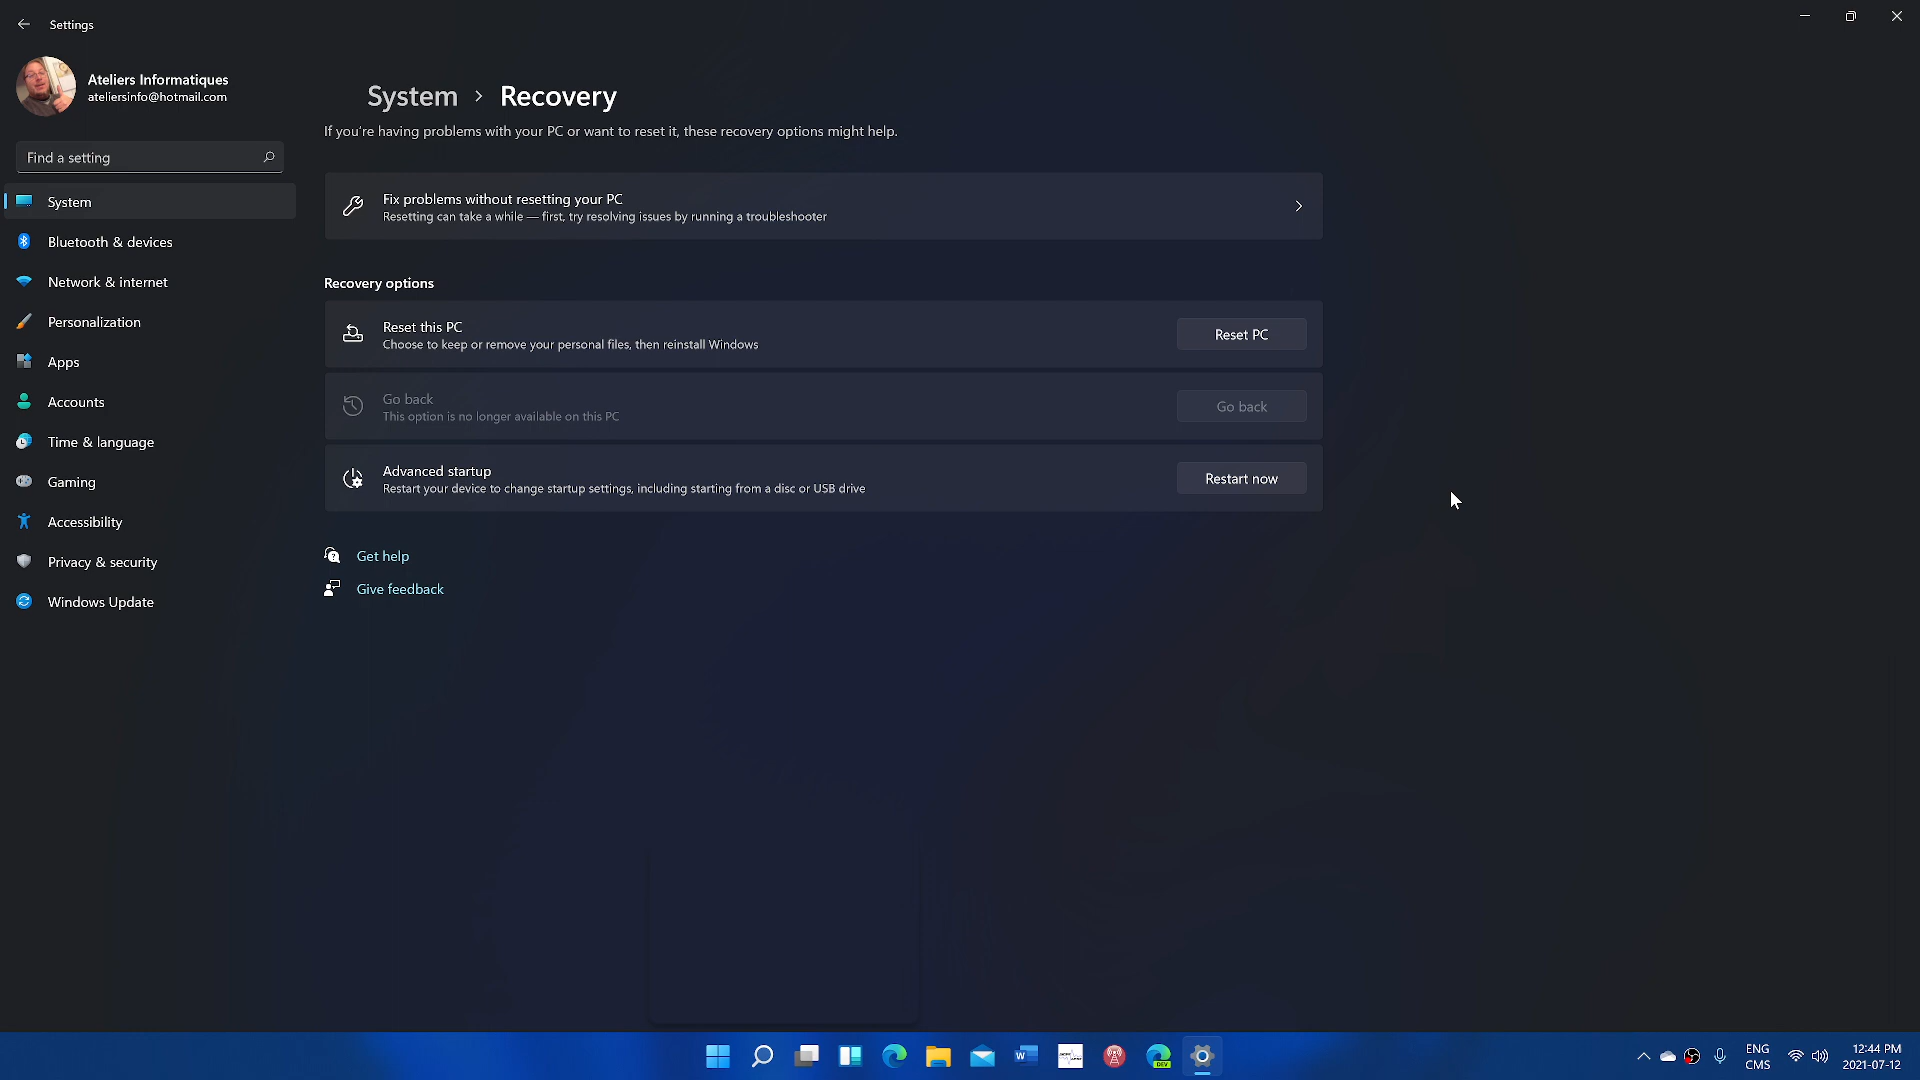 Settings
Ateliers Informatiques
ateliersinfo@hotmail.com
Find a setting
System
Bluetooth & devices
Network & internet
Personalization
Apps
Accounts
Time & language
Gaming
Accessibility
Privacy & security
Windows Update
System > Recovery
If you're having problems with your PC or want to reset it, these recovery options might help.
Fix problems without resetting your PC
Resetting can take a while — first, try resolving issues by running a troubleshooter
Recovery options
Reset this PC
Choose to keep or remove your personal files, then reinstall Windows
Reset PC
Go back
This option is no longer available on this PC
Go back
Advanced startup
Restart your device to change startup settings, including starting from a disc or USB drive
Restart now
Get help
Give feedback
W
DEV
ENG
CMS
12:44 PM
2021-07-12